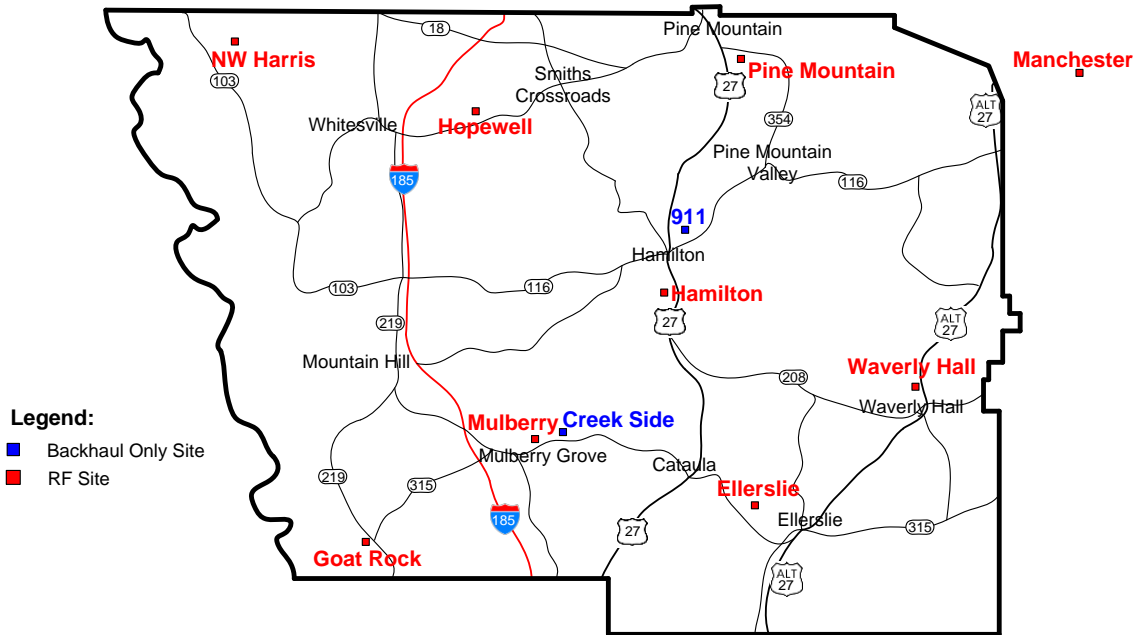 18
Pine Mountain
NW Harris
Manchester
Pine Mountain
103
Smiths
Crossroads
27
ALT
27
Whitesville
Hopewell
354
Pine Mountain
Valley
185
116
911
Hamilton
103
116
Hamilton
219
27
ALT
27
Mountain Hill
Waverly Hall
208
Waverly Hall
Legend:
Mulberry
Creek Side
Backhaul Only Site
Mulberry Grove
Cataula
RF Site
219
315
Ellerslie
185
Ellerslie
315
27
Goat Rock
ALT
27